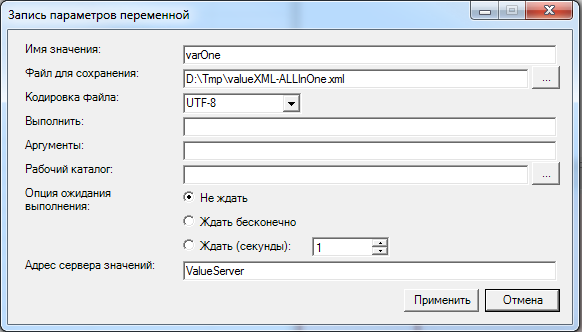 Запись параметров переменной
Имя значения: varOne
Файл для сохранения: D:\Tmp\valueXML-ALLInOne.xml ...
Кодировка файла: UTF-8
Выполнить:
Аргументы:
Рабочий каталог: ...
Опция ожидания
выполнения:
Не ждать
Ждать бесконечно
Ждать (секунды): 1
Адрес сервера значений: ValueServer
Применить Отмена